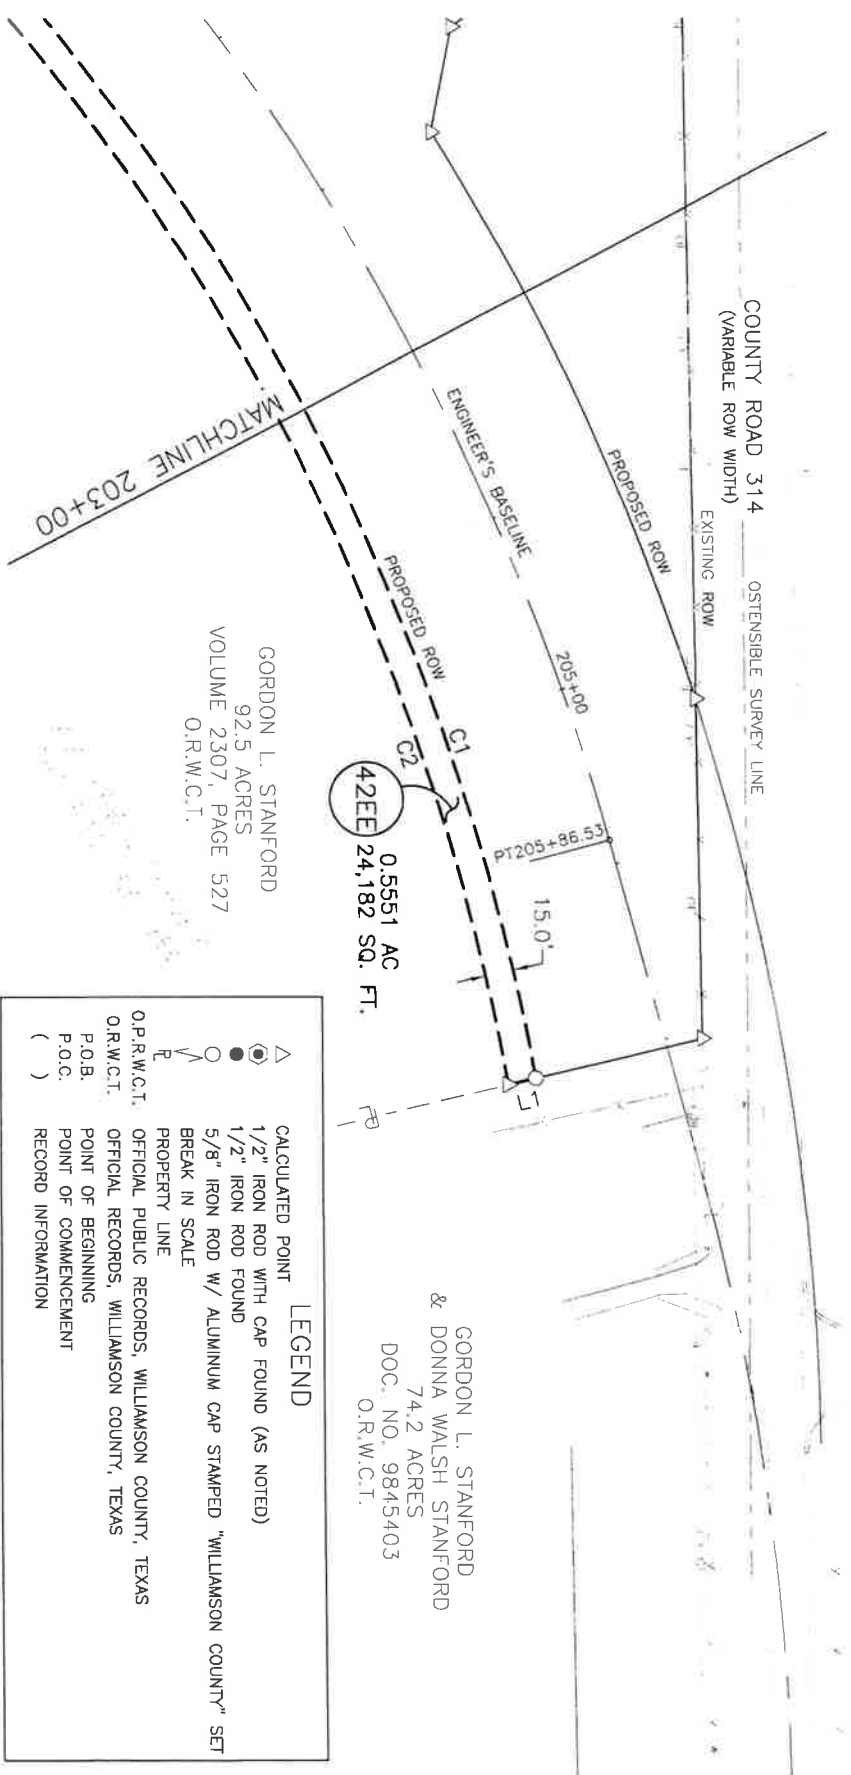 COUNTY ROAD 314
(VARIABLE ROW WIDTH)
OSTENSIBLE SURVEY LINE
EXISTING ROW
PROPOSED ROW
ENGINEER'S BASELINE
205+00
PT205+86.53
15.0'
PROPOSED ROW
C1
C2
L1
MATCHLINE 203+00
42EE
0.5551 AC
24,182 SQ. FT.
GORDON L. STANFORD
92.5 ACRES
VOLUME 2307, PAGE 527
O.R.W.C.T.
GORDON L. STANFORD
& DONNA WALSH STANFORD
74.2 ACRES
DOC. NO. 9845403
O.R.W.C.T.
LEGEND
CALCULATED POINT
1/2" IRON ROD WITH CAP FOUND (AS NOTED)
1/2" IRON ROD FOUND
5/8" IRON ROD W/ ALUMINUM CAP STAMPED "WILLIAMSON COUNTY" SET
BREAK IN SCALE
PROPERTY LINE
O.P.R.W.C.T. OFFICIAL PUBLIC RECORDS, WILLIAMSON COUNTY, TEXAS
O.R.W.C.T. OFFICIAL RECORDS, WILLIAMSON COUNTY, TEXAS
P.O.B. POINT OF BEGINNING
P.O.C. POINT OF COMMENCEMENT
( ) RECORD INFORMATION